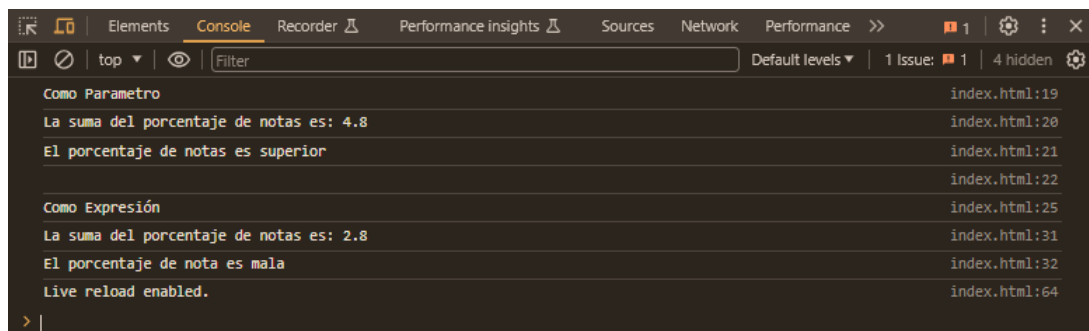 Elements Console Recorder Performance insights Sources Network Performance >> 1
top Filter Default levels 1 Issue: 1 4 hidden
Como Parametro index.html:19
La suma del porcentaje de notas es: 4.8 index.html:20
El porcentaje de notas es superior index.html:21
index.html:22
Como Expresión index.html:25
La suma del porcentaje de notas es: 2.8 index.html:31
El porcentaje de nota es mala index.html:32
Live reload enabled. index.html:64
>